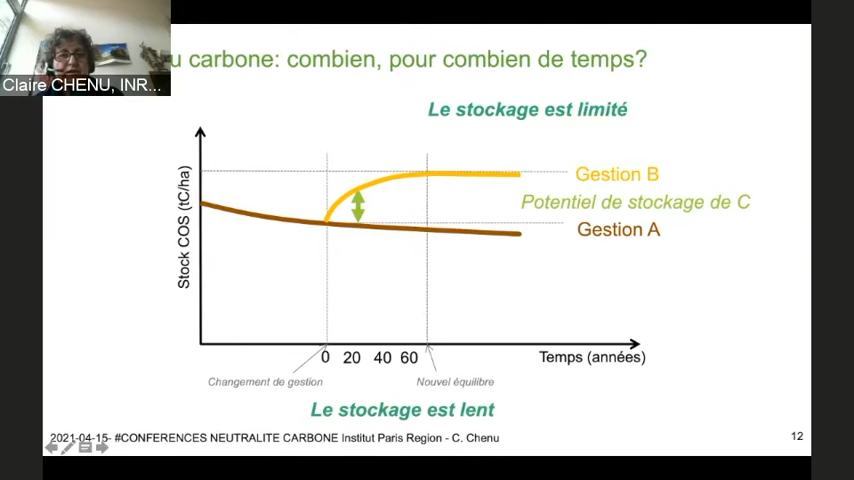 u carbone: combien, pour combien de temps?
Claire CHENU, INR...
Le stockage est limité
Gestion B
Potentiel de stockage de C
Gestion A
Stock COS (tC/ha)
0 20 40 60
Temps (années)
Changement de gestion
Nouvel équilibre
Le stockage est lent
2021-04-15- #CONFERENCES NEUTRALITE CARBONE Institut Paris Region - C. Chenu
12